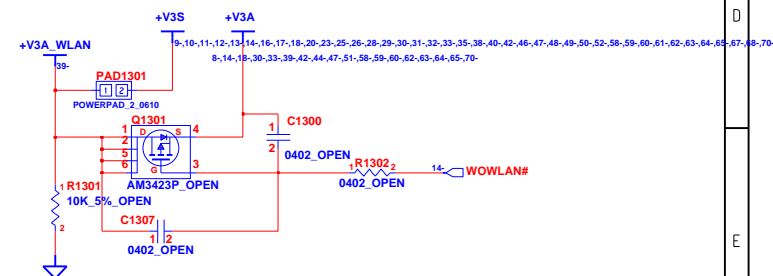 +V3S
+V3A
D
+V3A_WLAN
9-,10-,11-,12-,13-,14-,16-,17-,18-,20-,23-,25-,26-,28-,29-,30-,31-,32-,33-,35-,38-,40-,42-,46-,47-,48-,49-,50-,52-,58-,59-,60-,61-,62-,63-,64-,65-,67-,68-,70-
39-
8-,14-,18-,30-,33-,39-,42-,44-,47-,51-,58-,59-,60-,62-,63-,64-,65-,70-
PAD1301
1 2
POWERPAD_2_0610
Q1301
C1300
1 D S 4
1
2
2
5
0402_OPEN
6 G 3
R1302
1 2
14- WOWLAN#
AM3423P_OPEN
0402_OPEN
1 R1301
10K_5%_OPEN
C1307
2
1 2
0402_OPEN
E